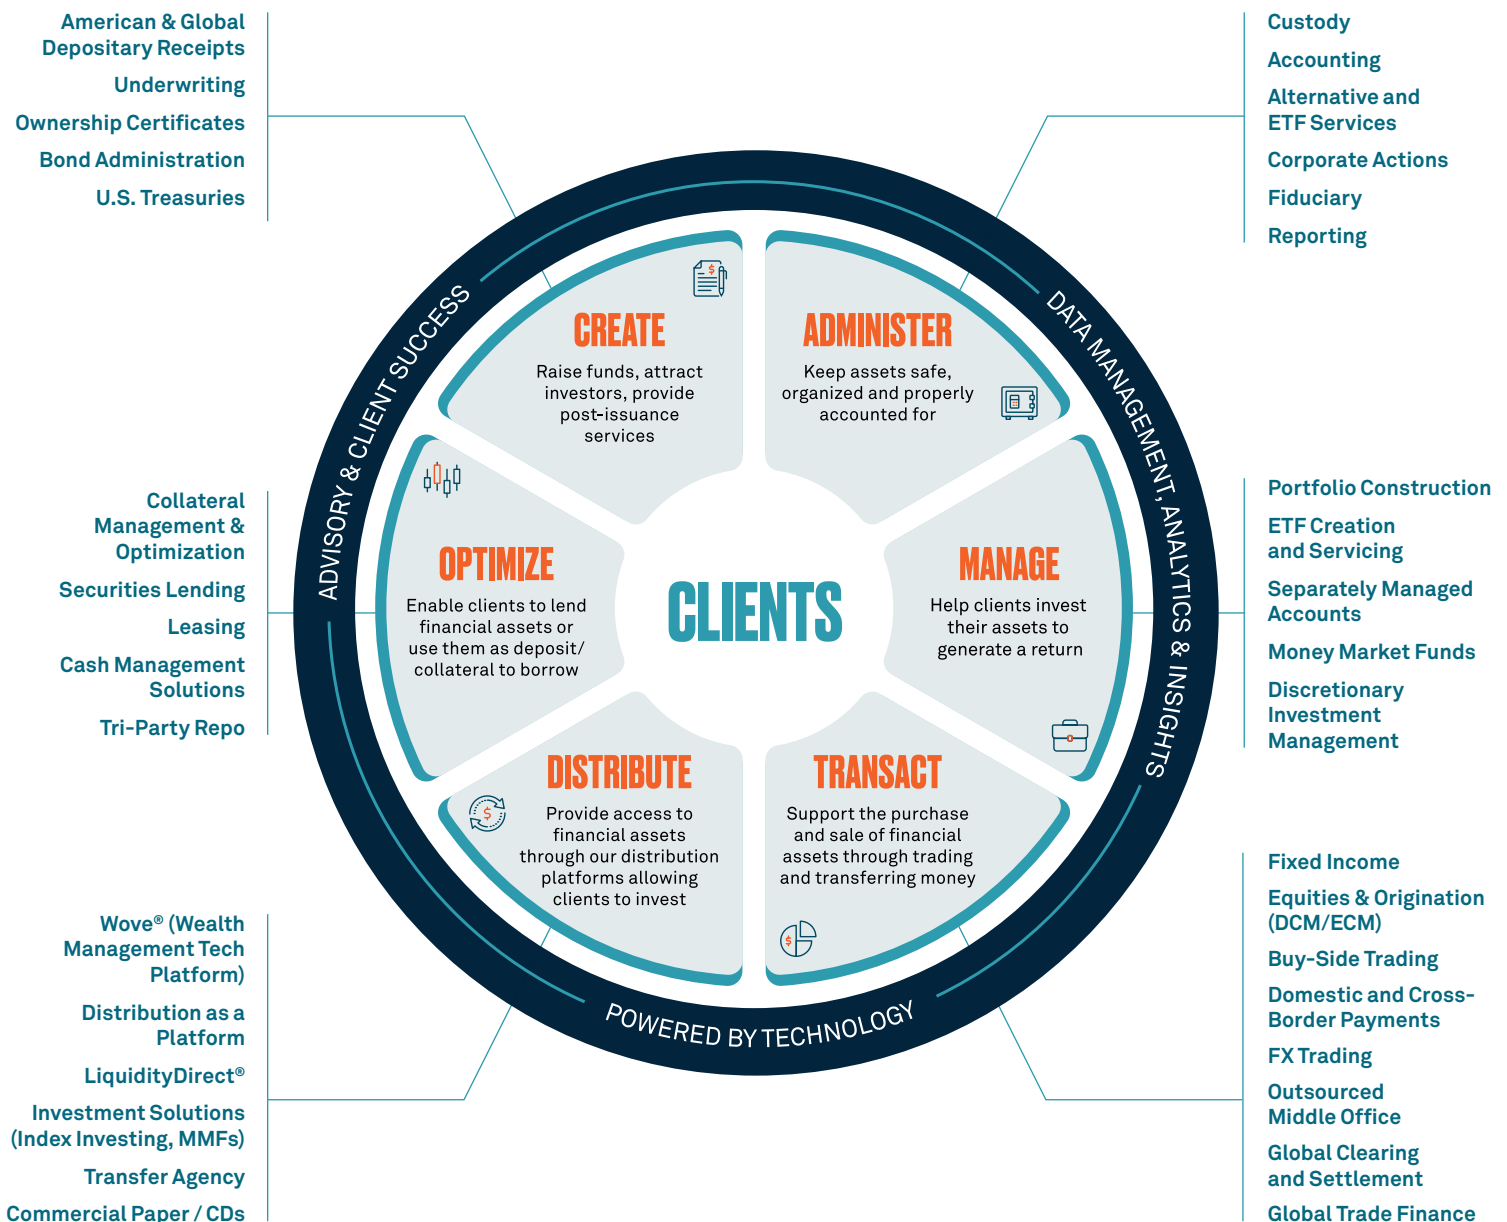 American & Global
Depositary Receipts
Underwriting
Ownership Certificates
Bond Administration
U.S. Treasuries
Custody
Accounting
Alternative and
ETF Services
Corporate Actions
Fiduciary
Reporting
ADVISORY & CLIENT SUCCESS
DATA MANAGEMENT, ANALYTICS & INSIGHTS
POWERED BY TECHNOLOGY
CREATE
Raise funds, attract
investors, provide
post-issuance
services
ADMINISTER
Keep assets safe,
organized and properly
accounted for
Collateral
Management &
Optimization
Securities Lending
Leasing
Cash Management
Solutions
Tri-Party Repo
OPTIMIZE
Enable clients to lend
financial assets or
use them as deposit/
collateral to borrow
CLIENTS
MANAGE
Help clients invest
their assets to
generate a return
Portfolio Construction
ETF Creation
and Servicing
Separately Managed
Accounts
Money Market Funds
Discretionary
Investment
Management
DISTRIBUTE
Provide access to
financial assets
through our distribution
platforms allowing
clients to invest
TRANSACT
Support the purchase
and sale of financial
assets through trading
and transferring money
Wove® (Wealth
Management Tech
Platform)
Distribution as a
Platform
LiquidityDirect®
Investment Solutions
(Index Investing, MMFs)
Transfer Agency
Commercial Paper / CDs
Fixed Income
Equities & Origination
(DCM/ECM)
Buy-Side Trading
Domestic and Cross-
Border Payments
FX Trading
Outsourced
Middle Office
Global Clearing
and Settlement
Global Trade Finance